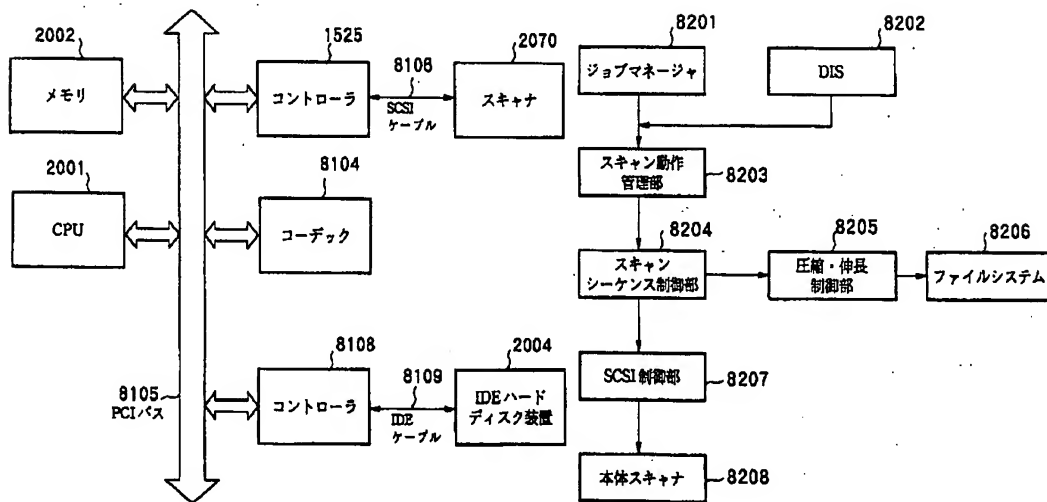 2002
メモリ
1525
コントローラ
8106
SCSI
ケーブル
2070
スキャナ
2001
CPU
8104
コーデック
8105
PCIバス
8108
コントローラ
8109
IDE
ケーブル
2004
IDEハード
ディスク装置
8201
ジョブマネージャ
8202
DIS
スキャン動作
管理部
8203
8204
スキャン
シーケンス制御部
8205
圧縮・伸長
制御部
8206
ファイルシステム
SCSI制御部
8207
本体スキャナ
8208